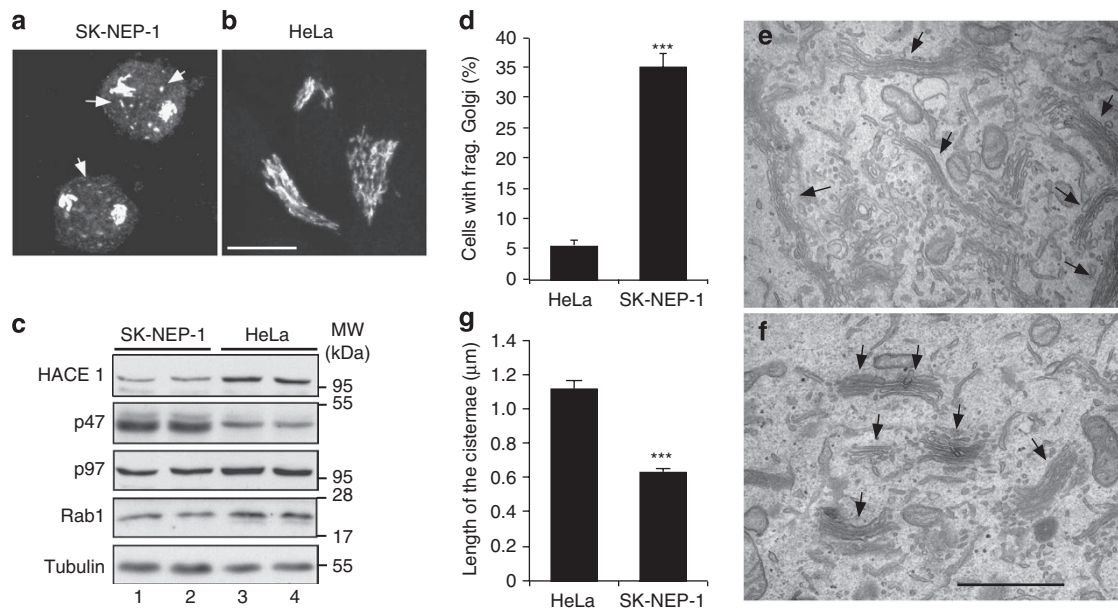 a
SK-NEP-1
b
HeLa
c
SK-NEP-1
HeLa
MW
(kDa)
HACE 1
95
55
p47
p97
95
28
Rab1
17
Tubulin
55
1 2 3 4
d
Cells with frag. Golgi (%)
40
35
30
25
20
15
10
5
0
***
HeLa
SK-NEP-1
g
Length of the cisternae (μm)
1.4
1.2
1.0
0.8
0.6
0.4
0.2
0
***
HeLa
SK-NEP-1
e
f